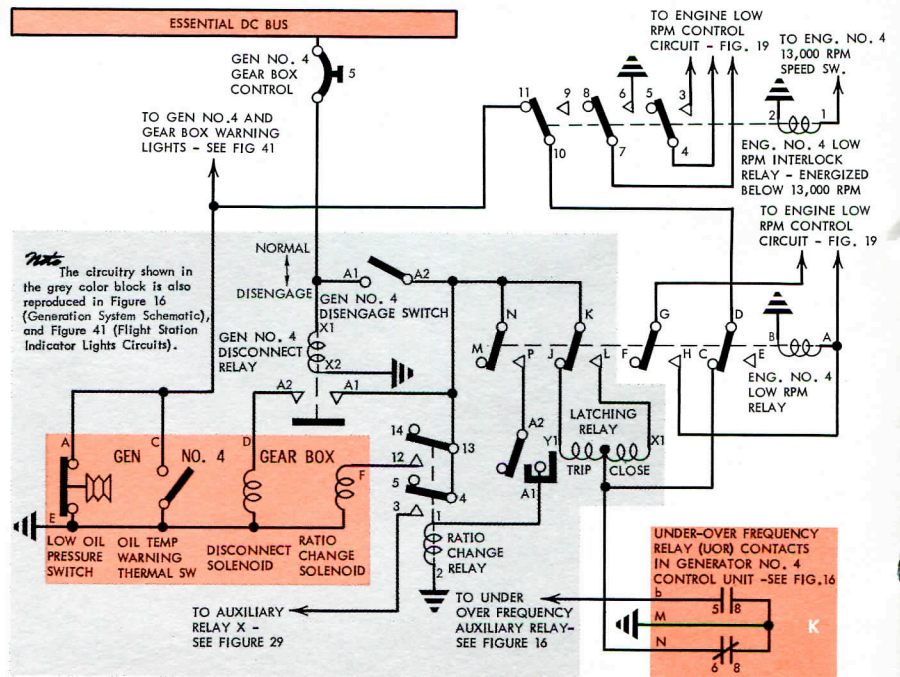 ESSENTIAL DC BUS
GEN NO. 4
GEAR BOX
CONTROL
5
TO ENGINE LOW
RPM CONTROL
CIRCUIT - FIG. 19
TO ENG. NO. 4
13,000 RPM
SPEED SW.
TO GEN NO.4 AND
GEAR BOX WARNING
LIGHTS - SEE FIG 41
11
9
8
6
5
3
2
1
10
7
4
ENG. NO. 4 LOW
RPM INTERLOCK
RELAY - ENERGIZED
BELOW 13,000 RPM
TO ENGINE LOW
RPM CONTROL
CIRCUIT - FIG. 19
Note
The circuitry shown in
the grey color block is also
reproduced in Figure 16
(Generation System Schematic),
and Figure 41 (Flight Station
Indicator Lights Circuits).
NORMAL
DISENGAGE
A1
A2
GEN NO. 4
DISENGAGE SWITCH
X1
GEN NO. 4
DISCONNECT
RELAY
X2
A2
A1
N
K
G
D
M
P
J
L
F
H
C
E
B
A
ENG. NO. 4
LOW RPM
RELAY
LATCHING
RELAY
Y1
X1
TRIP
CLOSE
A2
A1
14
13
12
5
4
3
1
2
RATIO
CHANGE
RELAY
A
C
D
GEN NO. 4 GEAR BOX
F
E
LOW OIL
PRESSURE
SWITCH
OIL TEMP
WARNING
THERMAL SW
DISCONNECT
SOLENOID
RATIO
CHANGE
SOLENOID
TO AUXILIARY
RELAY X -
SEE FIGURE 29
TO UNDER
OVER FREQUENCY
AUXILIARY RELAY-
SEE FIGURE 16
UNDER-OVER FREQUENCY
RELAY (UOR) CONTACTS
IN GENERATOR NO. 4
CONTROL UNIT -SEE FIG.16
b
5 8
M
K
N
6 8